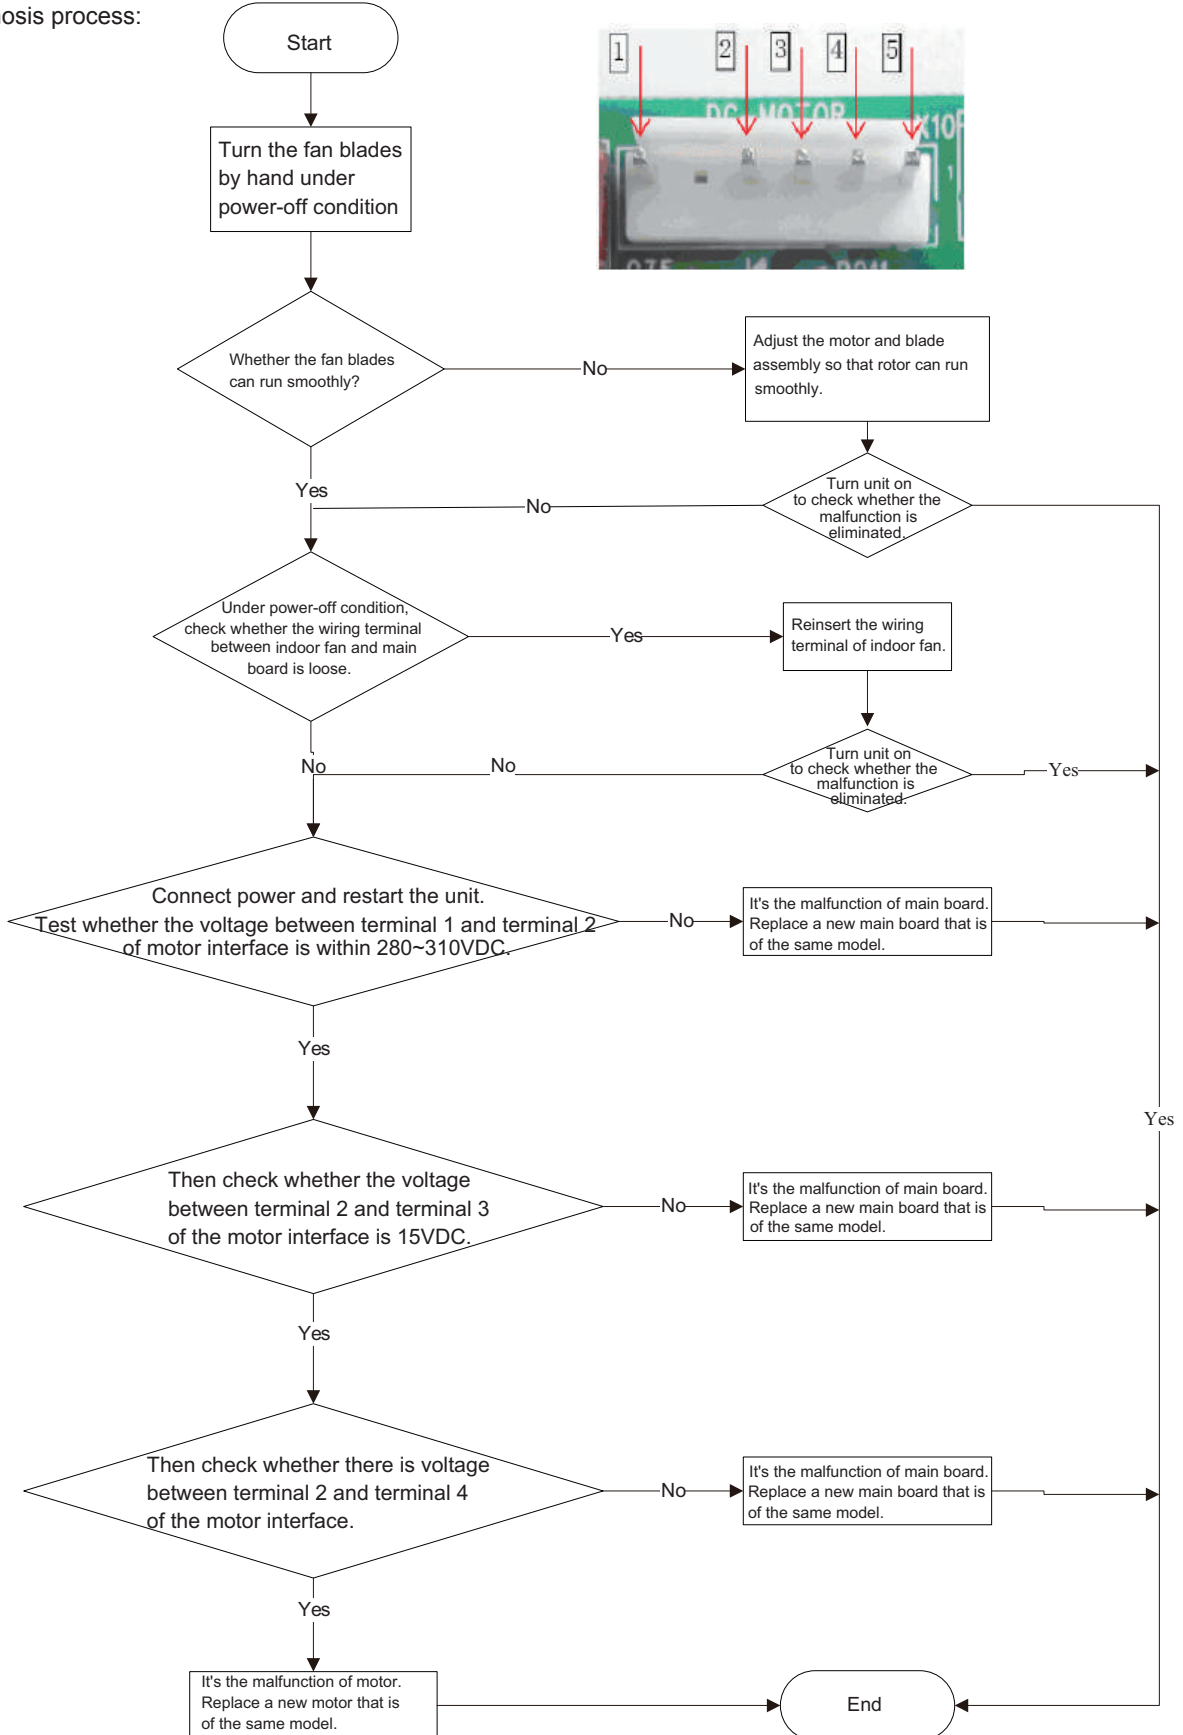 nosis process:
Start
1 2 3 4 5
DC MOTOR
Turn the fan blades
by hand under
power-off condition
Whether the fan blades
can run smoothly?
No
Adjust the motor and blade
assembly so that rotor can run
smoothly.
Yes
No
Turn unit on
to check whether the
malfunction is
eliminated.
Under power-off condition,
check whether the wiring terminal
between indoor fan and main
board is loose.
Yes
Reinsert the wiring
terminal of indoor fan.
No
No
Turn unit on
to check whether the
malfunction is
eliminated.
Yes
Connect power and restart the unit.
Test whether the voltage between terminal 1 and terminal 2
of motor interface is within 280~310VDC.
No
It's the malfunction of main board.
Replace a new main board that is
of the same model.
Yes
Yes
Then check whether the voltage
between terminal 2 and terminal 3
of the motor interface is 15VDC.
No
It's the malfunction of main board.
Replace a new main board that is
of the same model.
Yes
Then check whether there is voltage
between terminal 2 and terminal 4
of the motor interface.
No
It's the malfunction of main board.
Replace a new main board that is
of the same model.
Yes
It's the malfunction of motor.
Replace a new motor that is
of the same model.
End